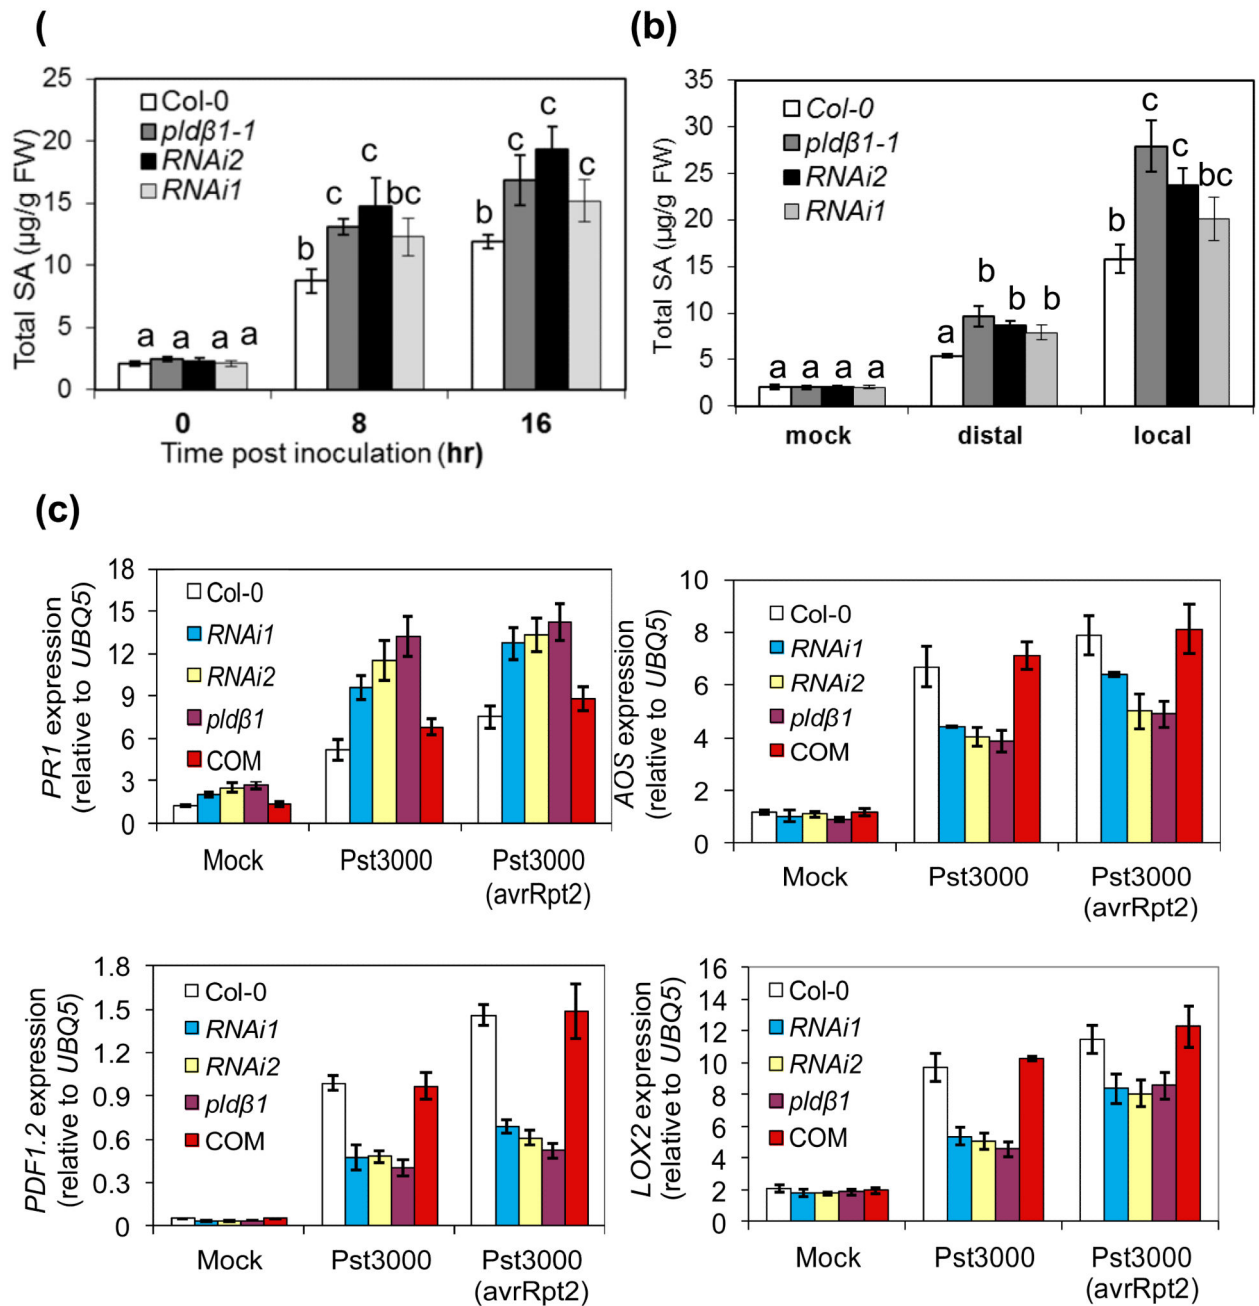 (
25
20
15
10
5
0
Total SA (µg/g FW)
Col-0
pldβ1-1
RNAi2
RNAi1
a a a a
b c c bc
b c c c
0 8 16
Time post inoculation (hr)
(b)
35
30
25
20
15
10
5
0
Total SA (µg/g FW)
Col-0
pldβ1-1
RNAi2
RNAi1
a a a a
a b b b
b c c bc
mock distal local
(c)
18
15
12
9
6
3
0
PR1 expression
(relative to UBQ5)
Col-0
RNAi1
RNAi2
pldβ1
COM
Mock Pst3000 Pst3000
(avrRpt2)
10
8
6
4
2
0
AOS expression
(relative to UBQ5)
Col-0
RNAi1
RNAi2
pldβ1
COM
Mock Pst3000 Pst3000
(avrRpt2)
1.8
1.5
1.2
0.9
0.6
0.3
0
PDF1.2 expression
(relative to UBQ5)
Col-0
RNAi1
RNAi2
pldβ1
COM
Mock Pst3000 Pst3000
(avrRpt2)
16
14
12
10
8
6
4
2
0
LOX2 expression
(relative to UBQ5)
Col-0
RNAi1
RNAi2
pldβ1
COM
Mock Pst3000 Pst3000
(avrRpt2)